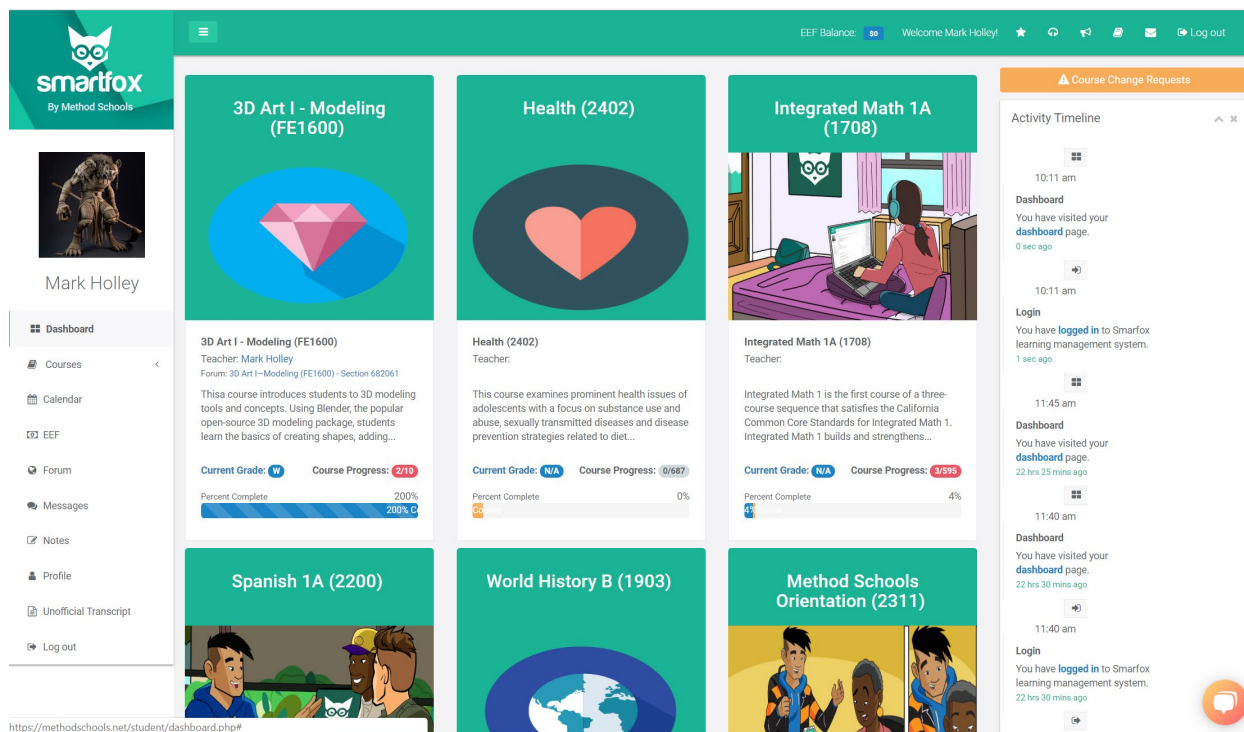 smartfox
By Method Schools
EEF Balance: $0 Welcome Mark Holley! Log out
Mark Holley
Dashboard
Courses
Calendar
EEF
Forum
Messages
Notes
Profile
Unofficial Transcript
Log out
https://methodschools.net/student/dashboard.php#
3D Art I - Modeling
(FE1600)
3D Art I - Modeling (FE1600)
Teacher: Mark Holley
Forum: 3D Art I—Modeling (FE1600) - Section 682061
Thisa course introduces students to 3D modeling
tools and concepts. Using Blender, the popular
open-source 3D modeling package, students
learn the basics of creating shapes, adding...
Current Grade: W Course Progress: 2/10
Percent Complete 200%
200% C
Health (2402)
Health (2402)
Teacher:
This course examines prominent health issues of
adolescents with a focus on substance use and
abuse, sexually transmitted diseases and disease
prevention strategies related to diet...
Current Grade: N/A Course Progress: 0/687
Percent Complete 0%
Integrated Math 1A
(1708)
Integrated Math 1A (1708)
Teacher:
Integrated Math 1 is the first course of a three-
course sequence that satisfies the California
Common Core Standards for Integrated Math 1.
Integrated Math 1 builds and strengthens...
Current Grade: N/A Course Progress: 3/595
Percent Complete 4%
4%
Spanish 1A (2200)
World History B (1903)
Method Schools
Orientation (2311)
Course Change Requests
Activity Timeline
10:11 am
Dashboard
You have visited your
dashboard page.
0 sec ago
10:11 am
Login
You have logged in to Smarfox
learning management system.
1 sec ago
11:45 am
Dashboard
You have visited your
dashboard page.
22 hrs 25 mins ago
11:40 am
Dashboard
You have visited your
dashboard page.
22 hrs 30 mins ago
11:40 am
Login
You have logged in to Smarfox
learning management system.
22 hrs 30 mins ago